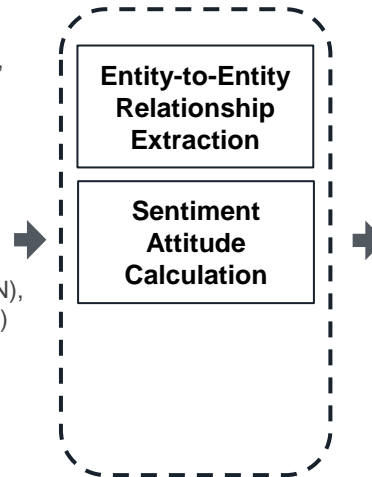 ,
Entity-to-Entity
Relationship
Extraction
Sentiment
Attitude
Calculation
N),
)